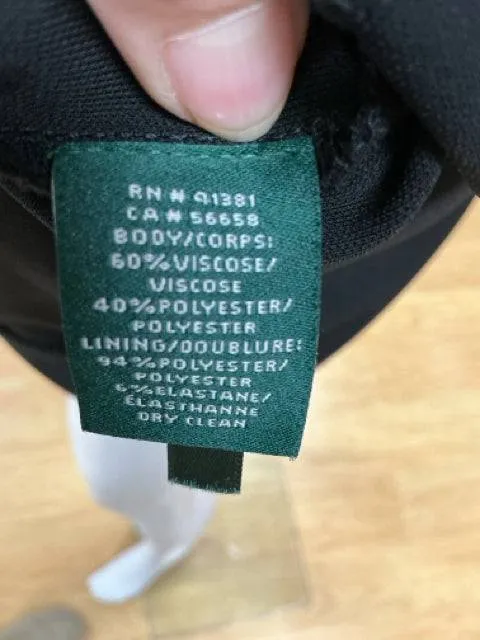 RN # 41381
CA # 56658
BODY/CORPS:
60% VISCOSE/
VISCOSE
40% POLYESTER/
POLYESTER
LINING/DOUBLURE:
94% POLYESTER/
POLYESTER
6% ELASTANE/
ÉLASTHANNE
DRY CLEAN